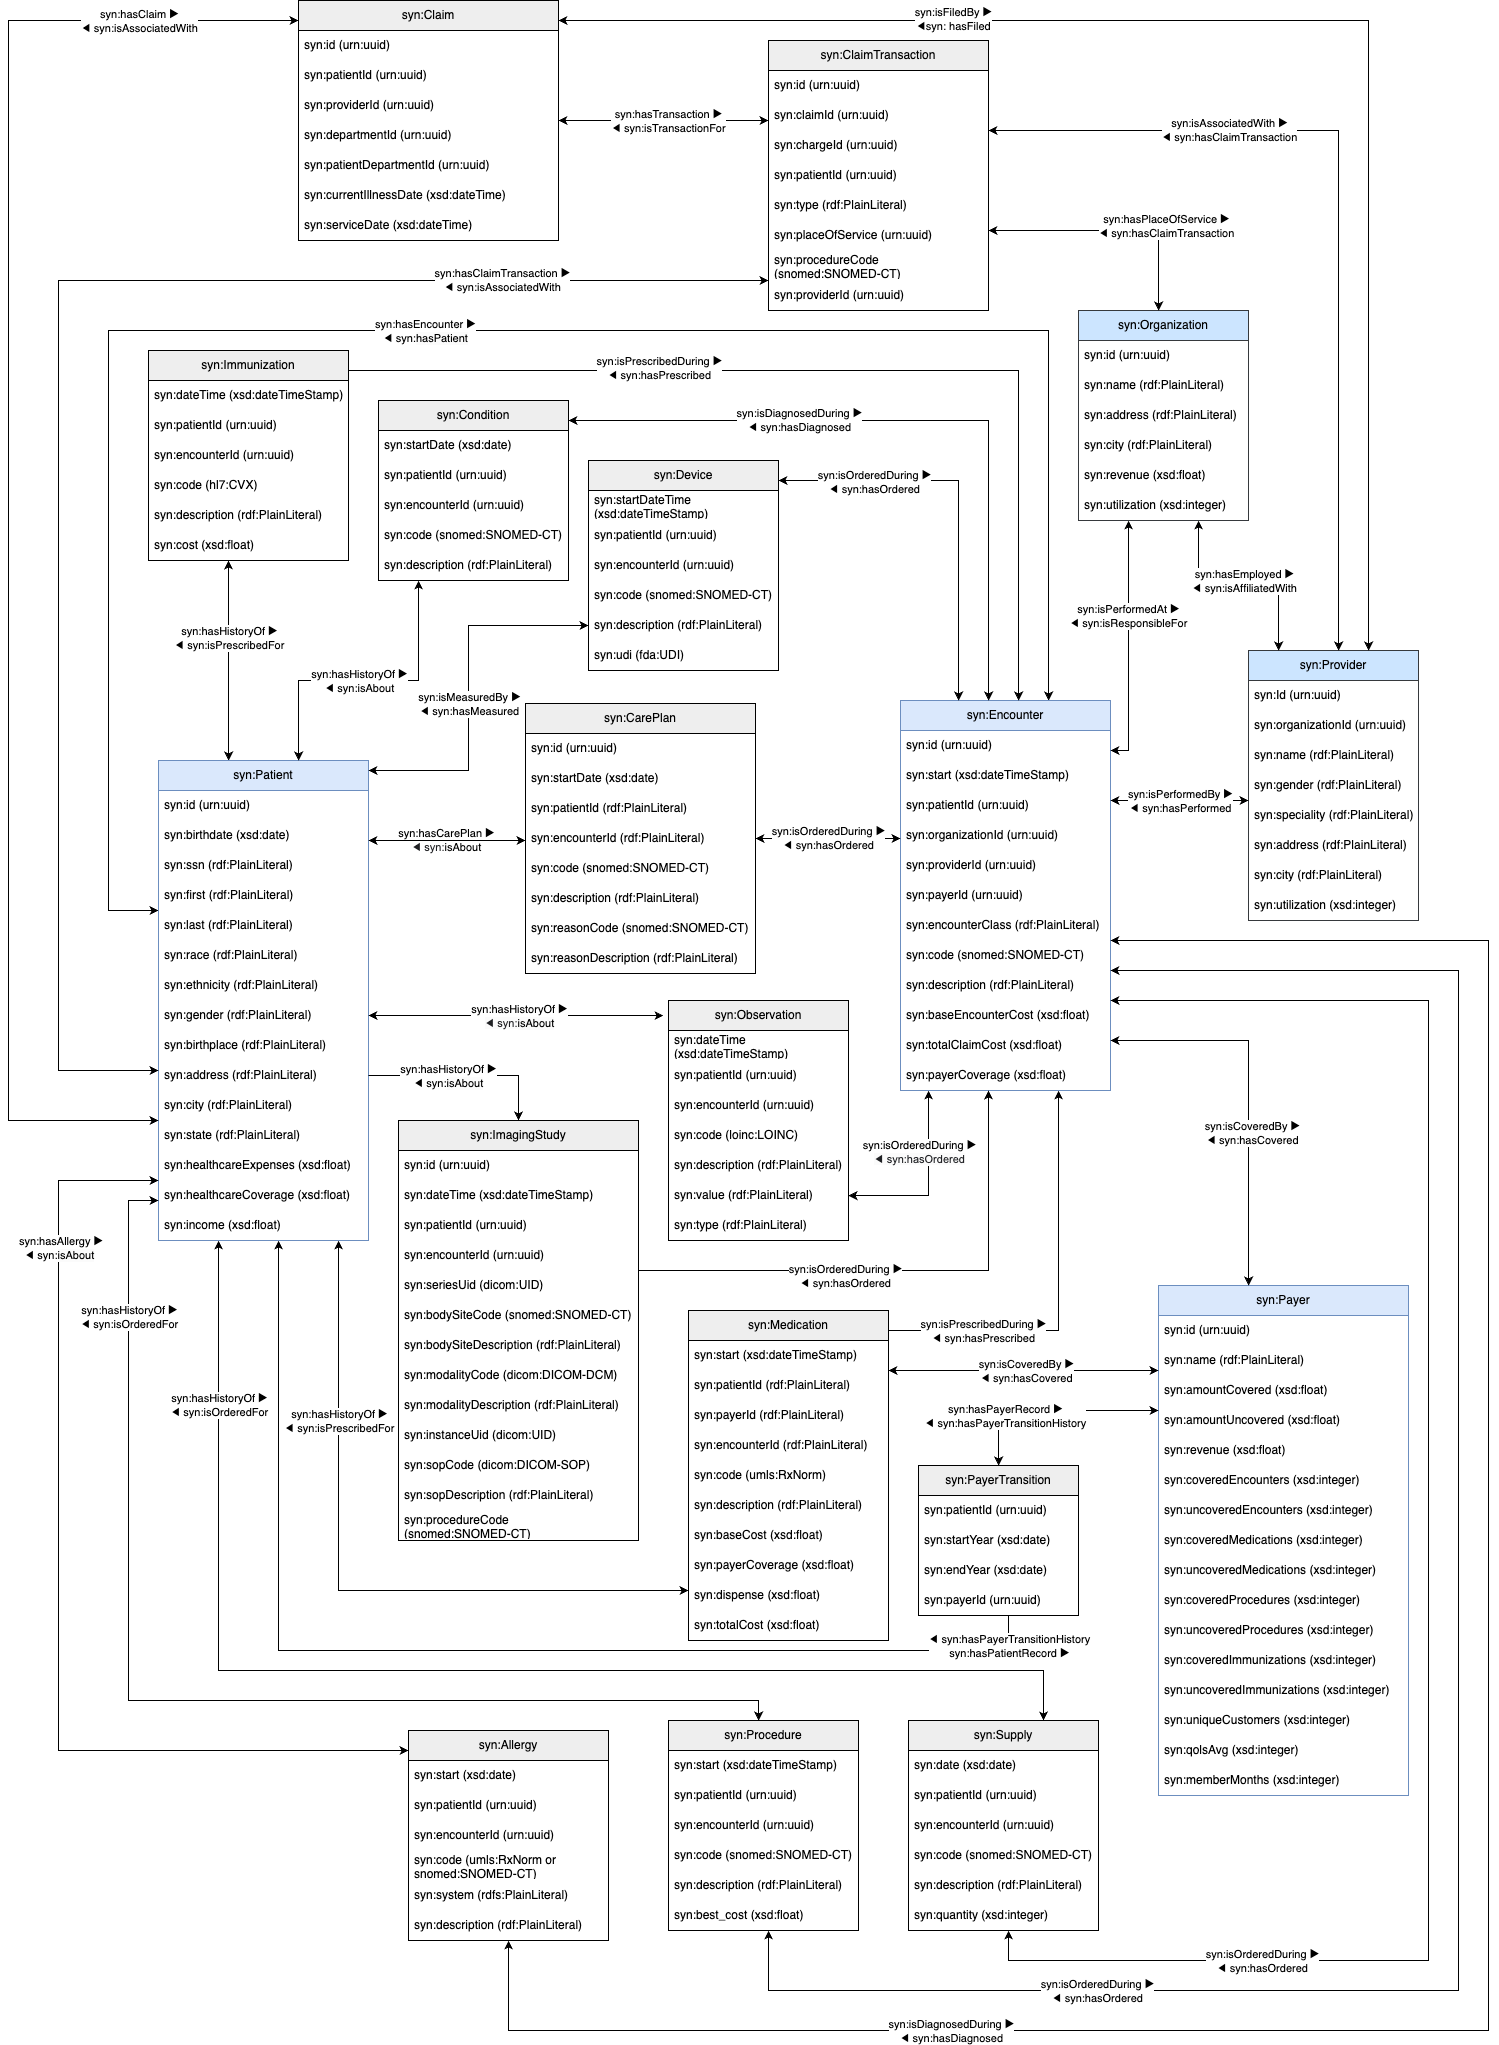 syn:hasClaim ▶
◀ syn:isAssociatedWith
syn:Claim
syn:id (urn:uuid)
syn:patientId (urn:uuid)
syn:providerId (urn:uuid)
syn:departmentId (urn:uuid)
syn:patientDepartmentId (urn:uuid)
syn:currentIllnessDate (xsd:dateTime)
syn:serviceDate (xsd:dateTime)
syn:isFiledBy ▶
◀syn: hasFiled
syn:hasTransaction ▶
◀ syn:isTransactionFor
syn:ClaimTransaction
syn:id (urn:uuid)
syn:claimId (urn:uuid)
syn:chargeId (urn:uuid)
syn:patientId (urn:uuid)
syn:type (rdf:PlainLiteral)
syn:placeOfService (urn:uuid)
syn:procedureCode
(snomed:SNOMED-CT)
syn:providerId (urn:uuid)
syn:isAssociatedWith ▶
◀ syn:hasClaimTransaction
syn:hasPlaceOfService ▶
◀ syn:hasClaimTransaction
syn:hasClaimTransaction ▶
◀ syn:isAssociatedWith
syn:hasEncounter ▶
◀ syn:hasPatient
syn:Organization
syn:id (urn:uuid)
syn:name (rdf:PlainLiteral)
syn:address (rdf:PlainLiteral)
syn:city (rdf:PlainLiteral)
syn:revenue (xsd:float)
syn:utilization (xsd:integer)
syn:Immunization
syn:dateTime (xsd:dateTimeStamp)
syn:patientId (urn:uuid)
syn:encounterId (urn:uuid)
syn:code (hl7:CVX)
syn:description (rdf:PlainLiteral)
syn:cost (xsd:float)
syn:isPrescribedDuring ▶
◀ syn:hasPrescribed
syn:Condition
syn:startDate (xsd:date)
syn:patientId (urn:uuid)
syn:encounterId (urn:uuid)
syn:code (snomed:SNOMED-CT)
syn:description (rdf:PlainLiteral)
syn:isDiagnosedDuring ▶
◀ syn:hasDiagnosed
syn:Device
syn:startDateTime
(xsd:dateTimeStamp)
syn:patientId (urn:uuid)
syn:encounterId (urn:uuid)
syn:code (snomed:SNOMED-CT)
syn:description (rdf:PlainLiteral)
syn:udi (fda:UDI)
syn:isOrderedDuring ▶
◀ syn:hasOrdered
syn:hasEmployed ▶
◀ syn:isAffiliatedWith
syn:isPerformedAt ▶
◀ syn:isResponsibleFor
syn:hasHistoryOf ▶
◀ syn:isPrescribedFor
syn:hasHistoryOf ▶
◀ syn:isAbout
syn:isMeasuredBy ▶
◀ syn:hasMeasured
syn:Provider
syn:Id (urn:uuid)
syn:organizationId (urn:uuid)
syn:name (rdf:PlainLiteral)
syn:gender (rdf:PlainLiteral)
syn:speciality (rdf:PlainLiteral)
syn:address (rdf:PlainLiteral)
syn:city (rdf:PlainLiteral)
syn:utilization (xsd:integer)
syn:CarePlan
syn:id (urn:uuid)
syn:startDate (xsd:date)
syn:patientId (rdf:PlainLiteral)
syn:encounterId (rdf:PlainLiteral)
syn:code (snomed:SNOMED-CT)
syn:description (rdf:PlainLiteral)
syn:reasonCode (snomed:SNOMED-CT)
syn:reasonDescription (rdf:PlainLiteral)
syn:Encounter
syn:id (urn:uuid)
syn:start (xsd:dateTimeStamp)
syn:patientId (urn:uuid)
syn:organizationId (urn:uuid)
syn:providerId (urn:uuid)
syn:payerId (urn:uuid)
syn:encounterClass (rdf:PlainLiteral)
syn:code (snomed:SNOMED-CT)
syn:description (rdf:PlainLiteral)
syn:baseEncounterCost (xsd:float)
syn:totalClaimCost (xsd:float)
syn:payerCoverage (xsd:float)
syn:isPerformedBy ▶
◀ syn:hasPerformed
syn:Patient
syn:id (urn:uuid)
syn:birthdate (xsd:date)
syn:ssn (rdf:PlainLiteral)
syn:first (rdf:PlainLiteral)
syn:last (rdf:PlainLiteral)
syn:race (rdf:PlainLiteral)
syn:ethnicity (rdf:PlainLiteral)
syn:gender (rdf:PlainLiteral)
syn:birthplace (rdf:PlainLiteral)
syn:address (rdf:PlainLiteral)
syn:city (rdf:PlainLiteral)
syn:state (rdf:PlainLiteral)
syn:healthcareExpenses (xsd:float)
syn:healthcareCoverage (xsd:float)
syn:income (xsd:float)
syn:hasCarePlan ▶
◀ syn:isAbout
syn:isOrderedDuring ▶
◀ syn:hasOrdered
syn:hasHistoryOf ▶
◀ syn:isAbout
syn:hasHistoryOf ▶
◀ syn:isAbout
syn:Observation
syn:dateTime
(xsd:dateTimeStamp)
syn:patientId (urn:uuid)
syn:encounterId (urn:uuid)
syn:code (loinc:LOINC)
syn:description (rdf:PlainLiteral)
syn:value (rdf:PlainLiteral)
syn:type (rdf:PlainLiteral)
syn:isOrderedDuring ▶
◀ syn:hasOrdered
syn:isCoveredBy ▶
◀ syn:hasCovered
syn:ImagingStudy
syn:id (urn:uuid)
syn:dateTime (xsd:dateTimeStamp)
syn:patientId (urn:uuid)
syn:encounterId (urn:uuid)
syn:seriesUid (dicom:UID)
syn:bodySiteCode (snomed:SNOMED-CT)
syn:bodySiteDescription (rdf:PlainLiteral)
syn:modalityCode (dicom:DICOM-DCM)
syn:modalityDescription (rdf:PlainLiteral)
syn:instanceUid (dicom:UID)
syn:sopCode (dicom:DICOM-SOP)
syn:sopDescription (rdf:PlainLiteral)
syn:procedureCode
(snomed:SNOMED-CT)
syn:hasAllergy ▶
◀ syn:isAbout
syn:hasHistoryOf ▶
◀ syn:isOrderedFor
syn:hasHistoryOf ▶
◀ syn:isOrderedFor
syn:hasHistoryOf ▶
◀ syn:isPrescribedFor
syn:isOrderedDuring ▶
◀ syn:hasOrdered
syn:Medication
syn:start (xsd:dateTimeStamp)
syn:patientId (rdf:PlainLiteral)
syn:payerId (rdf:PlainLiteral)
syn:encounterId (rdf:PlainLiteral)
syn:code (umls:RxNorm)
syn:description (rdf:PlainLiteral)
syn:baseCost (xsd:float)
syn:payerCoverage (xsd:float)
syn:dispense (xsd:float)
syn:totalCost (xsd:float)
syn:isPrescribedDuring ▶
◀ syn:hasPrescribed
syn:isCoveredBy ▶
◀ syn:hasCovered
syn:hasPayerRecord ▶
◀ syn:hasPayerTransitionHistory
syn:PayerTransition
syn:patientId (urn:uuid)
syn:startYear (xsd:date)
syn:endYear (xsd:date)
syn:payerId (urn:uuid)
◀ syn:hasPayerTransitionHistory
syn:hasPatientRecord ▶
syn:Payer
syn:id (urn:uuid)
syn:name (rdf:PlainLiteral)
syn:amountCovered (xsd:float)
syn:amountUncovered (xsd:float)
syn:revenue (xsd:float)
syn:coveredEncounters (xsd:integer)
syn:uncoveredEncounters (xsd:integer)
syn:coveredMedications (xsd:integer)
syn:uncoveredMedications (xsd:integer)
syn:coveredProcedures (xsd:integer)
syn:uncoveredProcedures (xsd:integer)
syn:coveredImmunizations (xsd:integer)
syn:uncoveredImmunizations (xsd:integer)
syn:uniqueCustomers (xsd:integer)
syn:qolsAvg (xsd:integer)
syn:memberMonths (xsd:integer)
syn:Allergy
syn:start (xsd:date)
syn:patientId (urn:uuid)
syn:encounterId (urn:uuid)
syn:code (umls:RxNorm or
snomed:SNOMED-CT)
syn:system (rdfs:PlainLiteral)
syn:description (rdf:PlainLiteral)
syn:Procedure
syn:start (xsd:dateTimeStamp)
syn:patientId (urn:uuid)
syn:encounterId (urn:uuid)
syn:code (snomed:SNOMED-CT)
syn:description (rdf:PlainLiteral)
syn:best_cost (xsd:float)
syn:Supply
syn:date (xsd:date)
syn:patientId (urn:uuid)
syn:encounterId (urn:uuid)
syn:code (snomed:SNOMED-CT)
syn:description (rdf:PlainLiteral)
syn:quantity (xsd:integer)
syn:isOrderedDuring ▶
◀ syn:hasOrdered
syn:isOrderedDuring ▶
◀ syn:hasOrdered
syn:isDiagnosedDuring ▶
◀ syn:hasDiagnosed